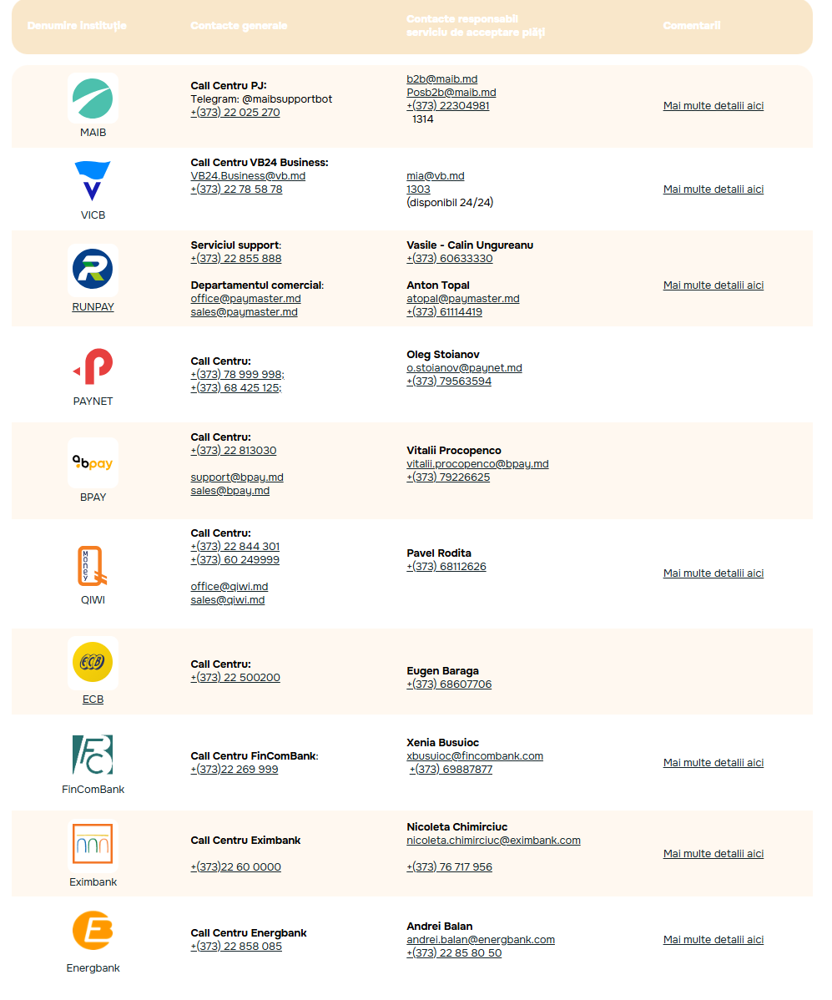 Denumire instituție
Contacte generale
Contacte responsabil
serviciu de acceptare plăți
Comentarii
MAIB
Call Centru PJ:
Telegram: @maibsupportbot
+(373) 22 025 270
b2b@maib.md
Posb2b@maib.md
+(373) 22304981
1314
Mai multe detalii aici
VICB
Call Centru VB24 Business:
VB24.Business@vb.md
+(373) 22 78 58 78
mia@vb.md
1303
(disponibil 24/24)
Mai multe detalii aici
RUNPAY
Serviciul support:
+(373) 22 855 888
Departamentul comercial:
office@paymaster.md
sales@paymaster.md
Vasile - Calin Ungureanu
+(373) 60633330
Anton Topal
atopal@paymaster.md
+(373) 61114419
Mai multe detalii aici
PAYNET
Call Centru:
+(373) 78 999 998;
+(373) 68 425 125;
Oleg Stoianov
o.stoianov@paynet.md
+(373) 79563594
bpay
BPAY
Call Centru:
+(373) 22 813030
support@bpay.md
sales@bpay.md
Vitalii Procopenco
vitalii.procopenco@bpay.md
+(373) 79226625
Money
QIWI
Call Centru:
+(373) 22 844 301
+(373) 60 249999
office@qiwi.md
sales@qiwi.md
Pavel Rodita
+(373) 68112626
Mai multe detalii aici
ECB
ECB
Call Centru:
+(373) 22 500200
Eugen Baraga
+(373) 68607706
FCB
FinComBank
Call Centru FinComBank:
+(373)22 269 999
Xenia Busuioc
xbusuioc@fincombank.com
+(373) 69887877
Mai multe detalii aici
Eximbank
Call Centru Eximbank
+(373)22 60 0000
Nicoleta Chimirciuc
nicoleta.chimirciuc@eximbank.com
+(373) 76 717 956
Mai multe detalii aici
EB
Energbank
Call Centru Energbank
+(373) 22 858 085
Andrei Balan
andrei.balan@energbank.com
+(373) 22 85 80 50
Mai multe detalii aici